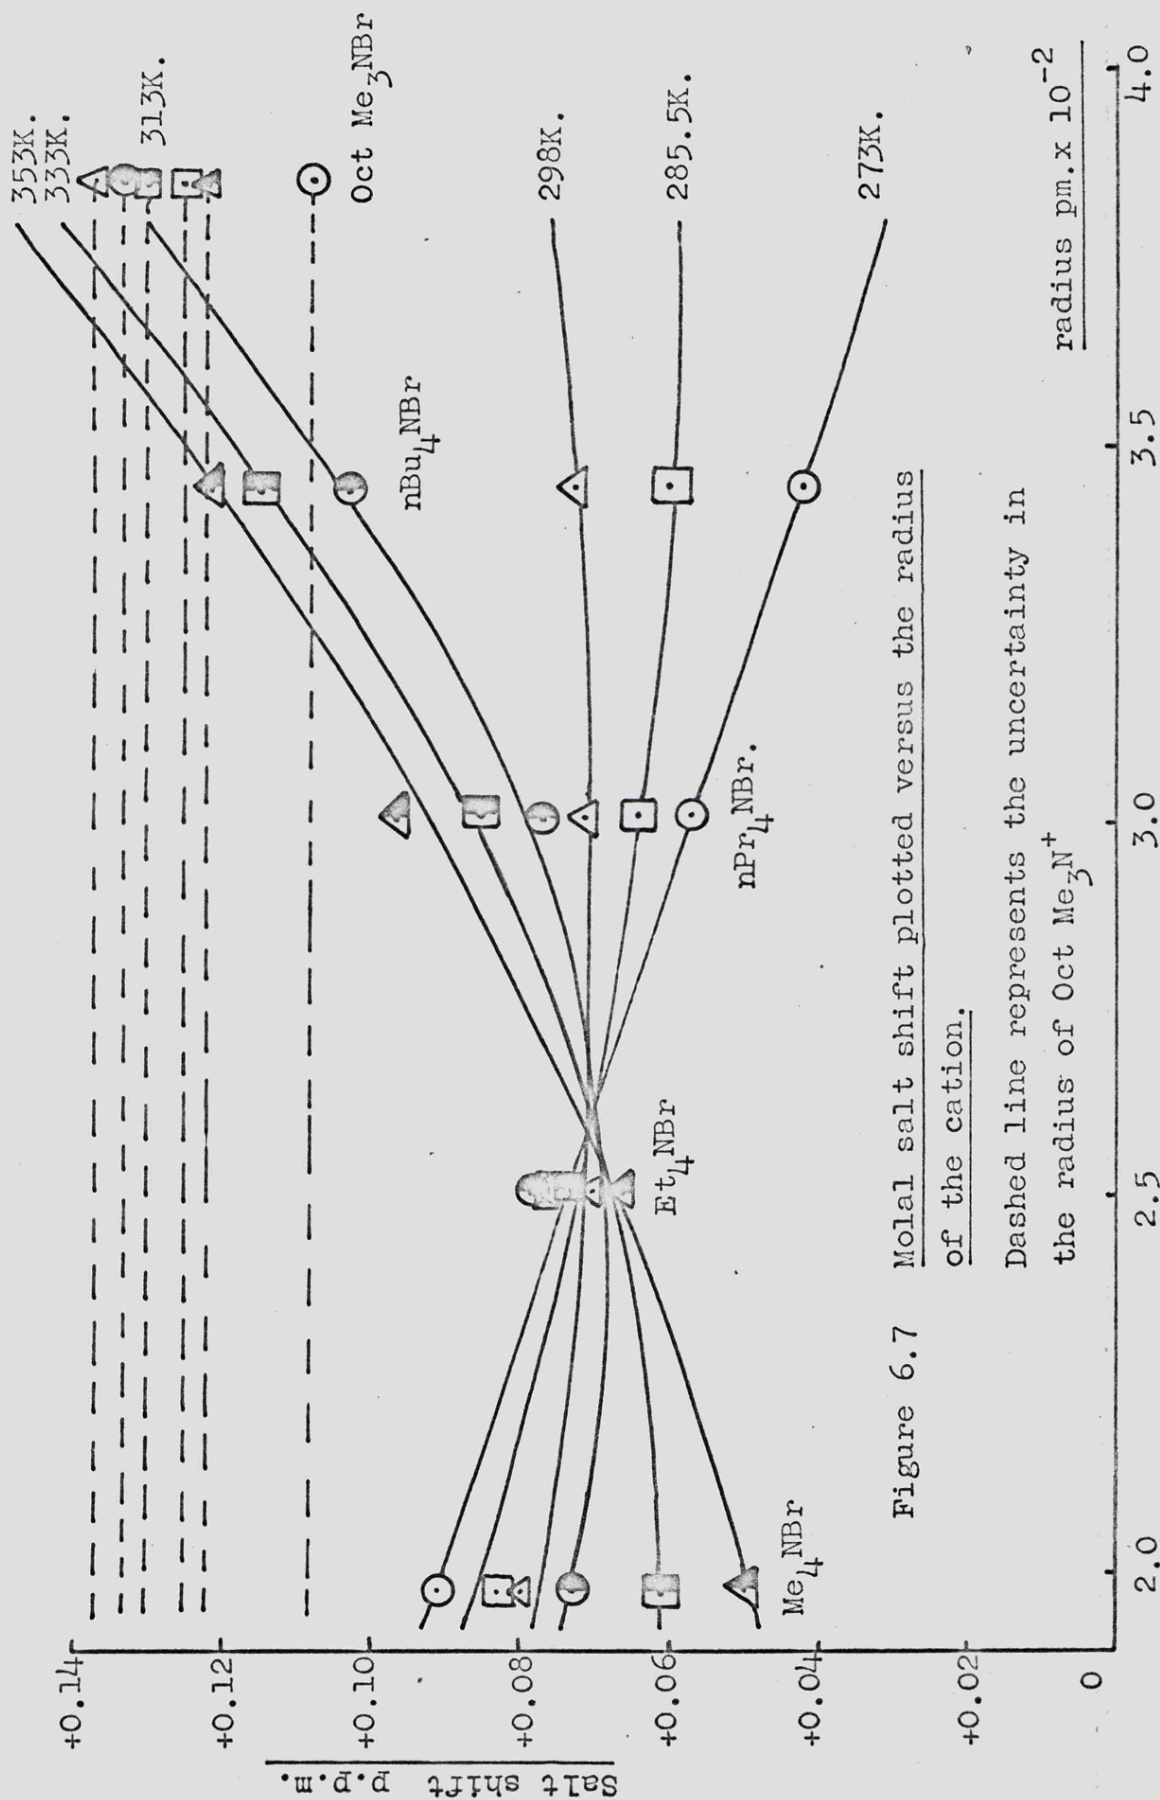 353K.
333K.
313K.
Oct Me3NBr
nBu4NBr
298K.
285.5K.
273K.
nPr4NBr.
Et4NBr
Me4NBr
Salt shift
p.p.m.
+0.14
+0.12
+0.10
+0.08
+0.06
+0.04
+0.02
0
2.0
2.5
3.0
3.5
4.0
radius pm.x 10-2
Figure 6.7 Molal salt shift plotted versus the radius
of the cation.
Dashed line represents the uncertainty in
the radius of Oct Me3N+